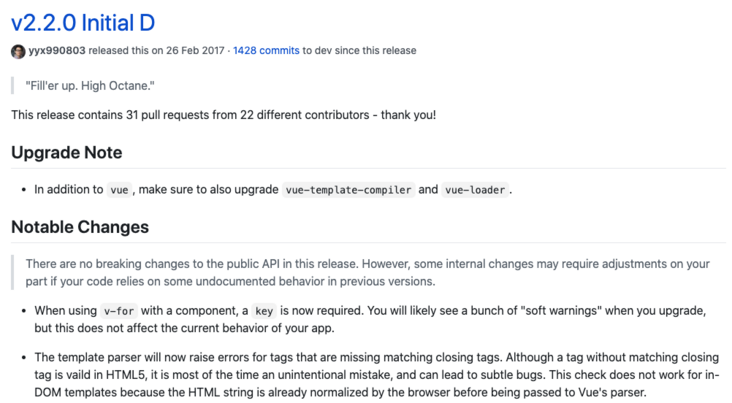 v2.2.0 Initial D
yyx990803 released this on 26 Feb 2017 · 1428 commits to dev since this release
"Fill'er up. High Octane."
This release contains 31 pull requests from 22 different contributors - thank you!
Upgrade Note
• In addition to vue , make sure to also upgrade vue-template-compiler and vue-loader .
Notable Changes
There are no breaking changes to the public API in this release. However, some internal changes may require adjustments on your
part if your code relies on some undocumented behavior in previous versions.
• When using v-for with a component, a key is now required. You will likely see a bunch of "soft warnings" when you upgrade,
but this does not affect the current behavior of your app.
• The template parser will now raise errors for tags that are missing matching closing tags. Although a tag without matching closing
tag is vaild in HTML5, it is most of the time an unintentional mistake, and can lead to subtle bugs. This check does not work for in-
DOM templates because the HTML string is already normalized by the browser before being passed to Vue's parser.